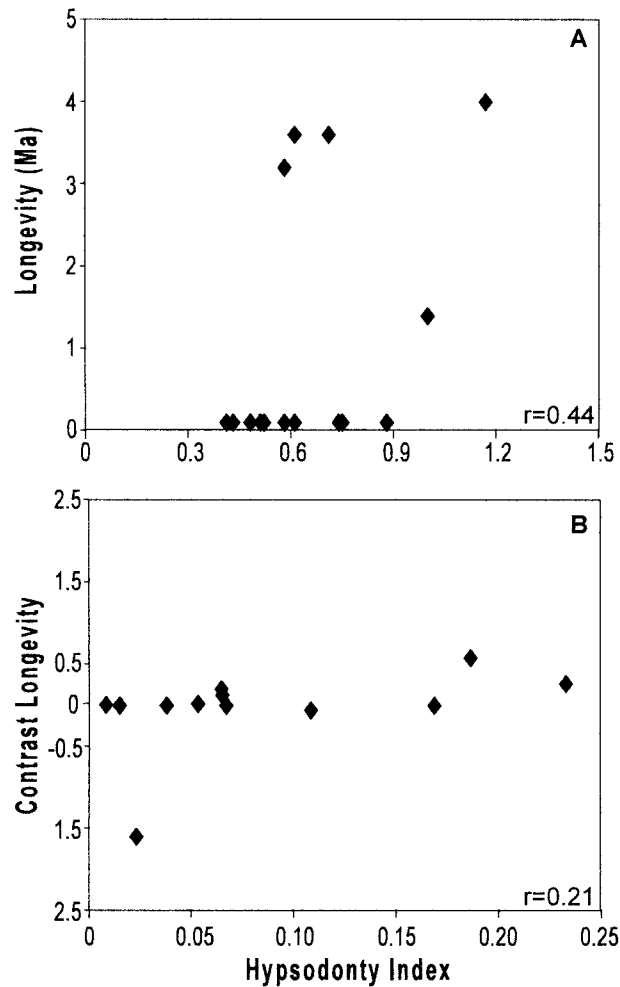 A
Longevity (Ma)
5
4
3
2
1
0
r=0.44
0 0.3 0.6 0.9 1.2 1.5
B
Contrast Longevity
2.5
1.5
0.5
0
-0.5
1.5
2.5
r=0.21
0 0.05 0.10 0.15 0.20 0.25
Hypsodonty Index